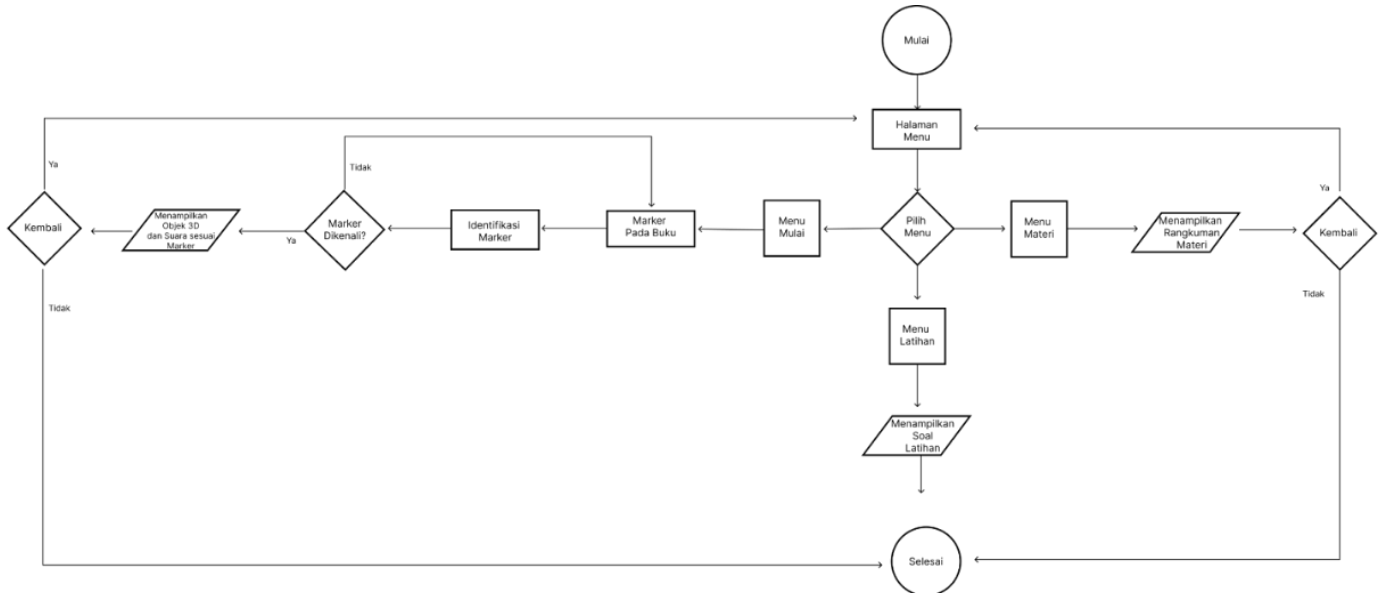 Mulai
Halaman
Menu
Ya
Tidak
Ya
Kembali
Menampilkan
Objek 3D
dan Suara sesuai
Marker
Ya
Marker
Dikenali?
Identifikasi
Marker
Marker
Pada Buku
Menu
Mulai
Pilih
Menu
Menu
Materi
Menampilkan
Rangkuman
Materi
Kembali
Tidak
Tidak
Menu
Latihan
Menampilkan
Soal
Latihan
Selesai